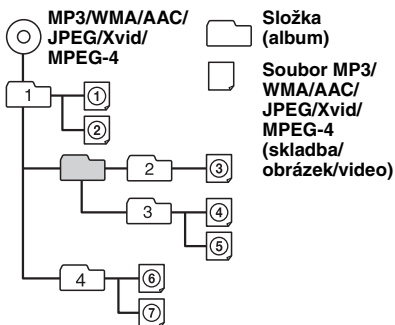 MP3/WMA/AAC/
JPEG/Xvid/
MPEG-4
Složka
(album)
Soubor MP3/
WMA/AAC/
JPEG/Xvid/
MPEG-4
(skladba/
obrázek/video)
1
①
②
2
③
3
④
⑤
4
⑥
⑦